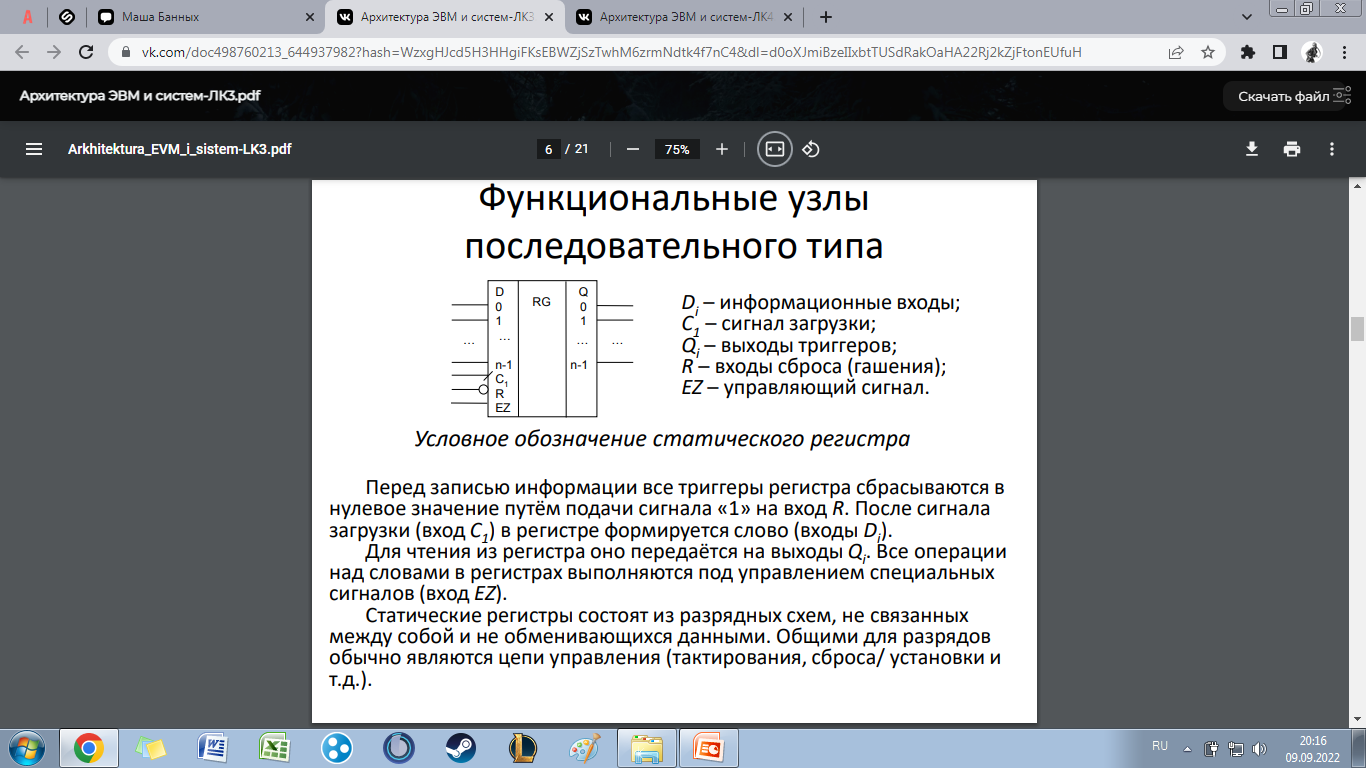 Маша Банных
Архитектура ЭВМ и систем-ЛК3
Архитектура ЭВМ и систем-ЛК4
vk.com/doc498760213_644937982?hash=WzxgHJcd5H3HHgiFKsEBWZjSzTwhM6zrmNdtk4f7nC4&dl=d0oXJmiBzeIIxbtTUSdRakOaHA22Rj2kZjFtonEUfuH
Архитектура ЭВМ и систем-ЛК3.pdf
Скачать файл
Arkhitektura_EVM_i_sistem-LK3.pdf
6 / 21
75%
Функциональные узлы
последовательного типа
D RG Q
0 0
1 1
... ... ... ...
n-1 n-1
C1
R
EZ
Di – информационные входы;
C1 – сигнал загрузки;
Qi – выходы триггеров;
R – входы сброса (гашения);
EZ – управляющий сигнал.
Условное обозначение статического регистра
Перед записью информации все триггеры регистра сбрасываются в
нулевое значение путём подачи сигнала «1» на вход R. После сигнала
загрузки (вход C1) в регистре формируется слово (входы Di).
Для чтения из регистра оно передаётся на выходы Qi. Все операции
над словами в регистрах выполняются под управлением специальных
сигналов (вход EZ).
Статические регистры состоят из разрядных схем, не связанных
между собой и не обменивающихся данными. Общими для разрядов
обычно являются цепи управления (тактирования, сброса/ установки и
т.д.).
RU
20:16
09.09.2022